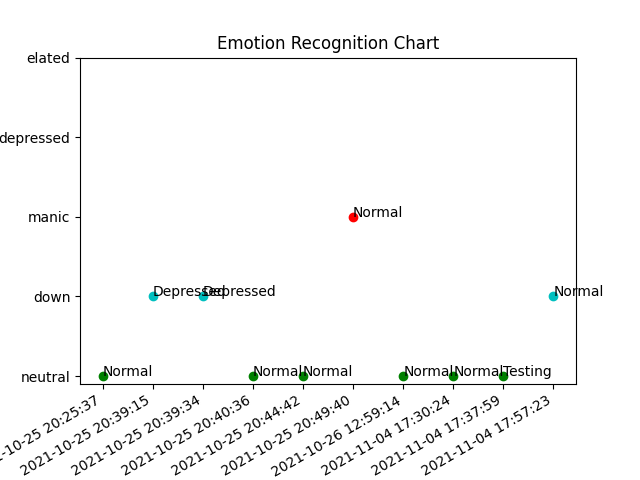 Emotion Recognition Chart
elated
depressed
manic
Normal
down
Depressed
Depressed
Normal
neutral
Normal
Normal
Normal
Normal
Normal
Testing
-10-25 20:25:37
2021-10-25 20:39:15
2021-10-25 20:39:34
2021-10-25 20:40:36
2021-10-25 20:44:42
2021-10-25 20:49:40
2021-10-26 12:59:14
2021-11-04 17:30:24
2021-11-04 17:37:59
2021-11-04 17:57:23